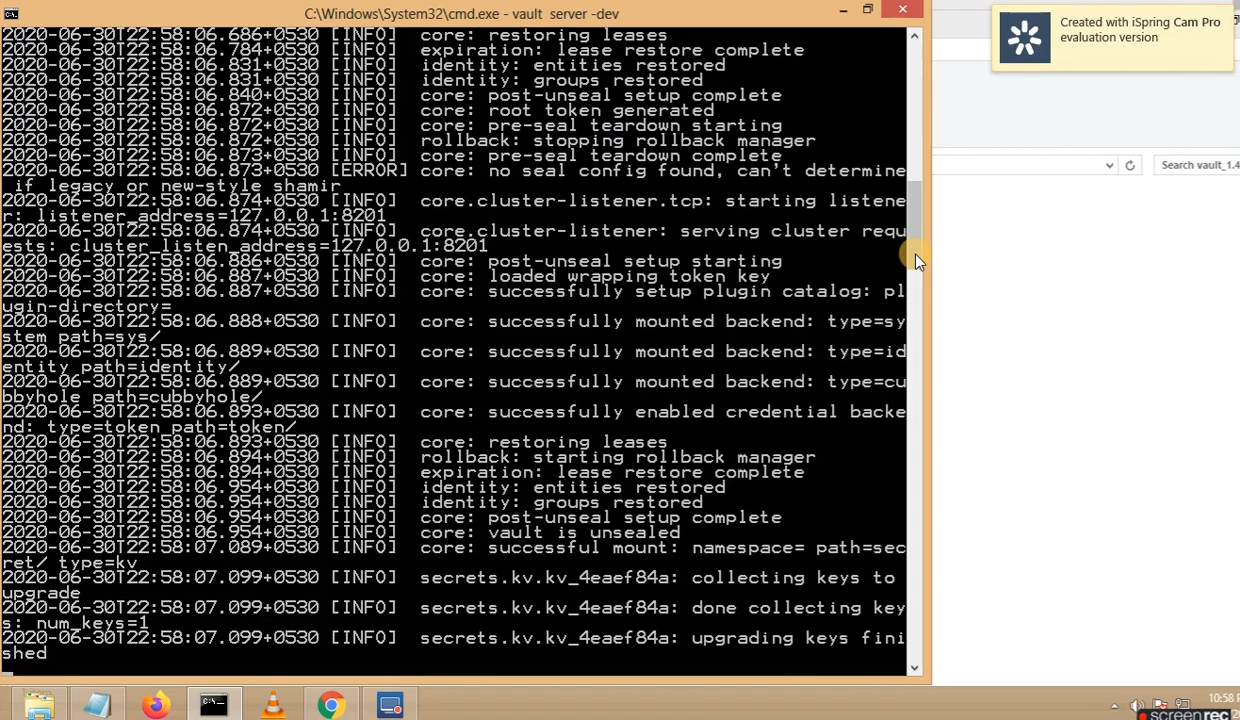 C:\Windows\System32\cmd.exe - vault server -dev
Created with iSpring Cam Pro
evaluation version
Search vault_1.4
2020-06-30T22:58:06.686+0530 [INFO]  core: restoring leases
2020-06-30T22:58:06.784+0530 [INFO]  expiration: lease restore complete
2020-06-30T22:58:06.831+0530 [INFO]  identity: entities restored
2020-06-30T22:58:06.831+0530 [INFO]  identity: groups restored
2020-06-30T22:58:06.840+0530 [INFO]  core: post-unseal setup complete
2020-06-30T22:58:06.872+0530 [INFO]  core: root token generated
2020-06-30T22:58:06.872+0530 [INFO]  core: pre-seal teardown starting
2020-06-30T22:58:06.872+0530 [INFO]  rollback: stopping rollback manager
2020-06-30T22:58:06.873+0530 [INFO]  core: pre-seal teardown complete
2020-06-30T22:58:06.873+0530 [ERROR] core: no seal config found, can't determine
 if legacy or new-style shamir
2020-06-30T22:58:06.874+0530 [INFO]  core.cluster-listener.tcp: starting listene
r: listener_address=127.0.0.1:8201
2020-06-30T22:58:06.874+0530 [INFO]  core.cluster-listener: serving cluster requ
ests: cluster_listen_address=127.0.0.1:8201
2020-06-30T22:58:06.886+0530 [INFO]  core: post-unseal setup starting
2020-06-30T22:58:06.887+0530 [INFO]  core: loaded wrapping token key
2020-06-30T22:58:06.887+0530 [INFO]  core: successfully setup plugin catalog: pl
ugin-directory=
2020-06-30T22:58:06.888+0530 [INFO]  core: successfully mounted backend: type=sy
stem path=sys/
2020-06-30T22:58:06.889+0530 [INFO]  core: successfully mounted backend: type=id
entity path=identity/
2020-06-30T22:58:06.889+0530 [INFO]  core: successfully mounted backend: type=cu
bbyhole path=cubbyhole/
2020-06-30T22:58:06.893+0530 [INFO]  core: successfully enabled credential backe
nd: type=token path=token/
2020-06-30T22:58:06.893+0530 [INFO]  core: restoring leases
2020-06-30T22:58:06.894+0530 [INFO]  rollback: starting rollback manager
2020-06-30T22:58:06.894+0530 [INFO]  expiration: lease restore complete
2020-06-30T22:58:06.954+0530 [INFO]  identity: entities restored
2020-06-30T22:58:06.954+0530 [INFO]  identity: groups restored
2020-06-30T22:58:06.954+0530 [INFO]  core: post-unseal setup complete
2020-06-30T22:58:06.954+0530 [INFO]  core: vault is unsealed
2020-06-30T22:58:07.089+0530 [INFO]  core: successful mount: namespace= path=sec
ret/ type=kv
2020-06-30T22:58:07.099+0530 [INFO]  secrets.kv.kv_4eaef84a: collecting keys to
upgrade
2020-06-30T22:58:07.099+0530 [INFO]  secrets.kv.kv_4eaef84a: done collecting key
s: num_keys=1
2020-06-30T22:58:07.099+0530 [INFO]  secrets.kv.kv_4eaef84a: upgrading keys fini
shed
10:58
screenrec